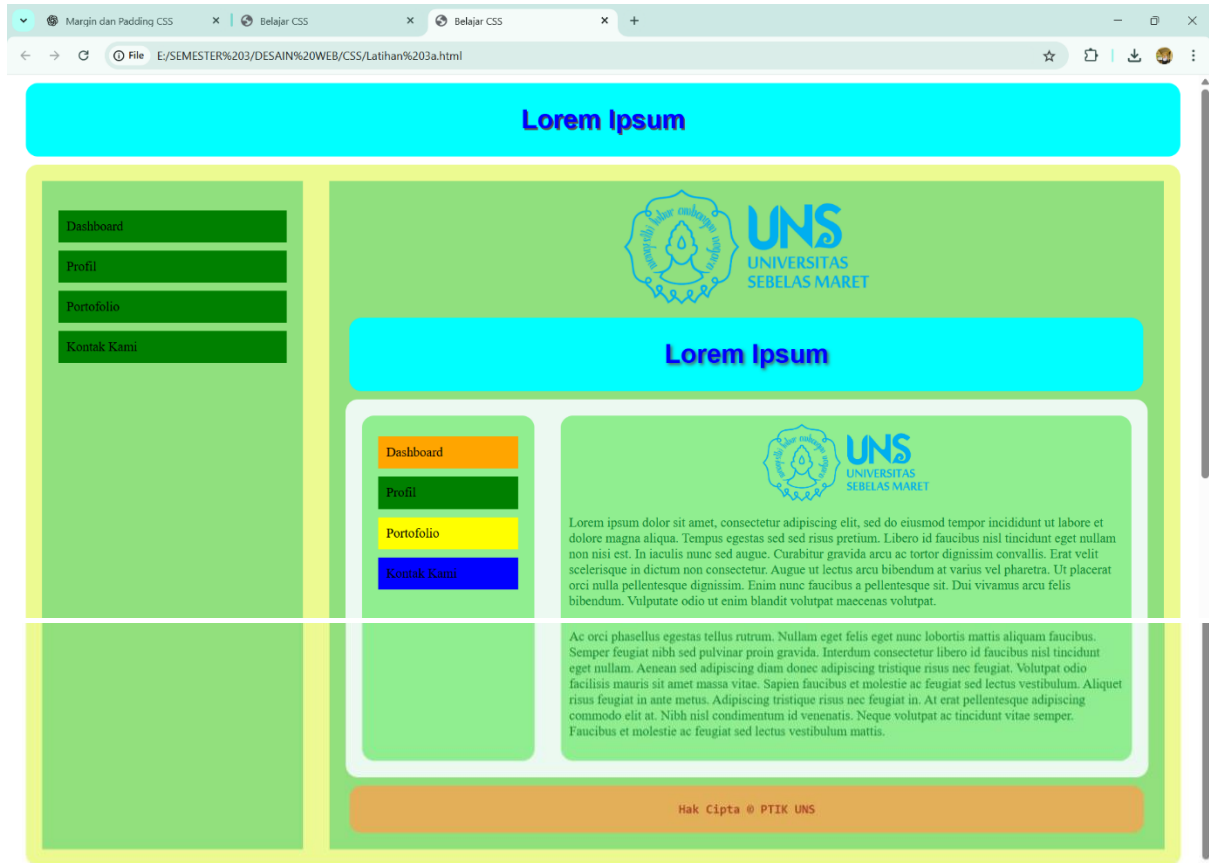 Margin dan Padding CSS
Belajar CSS
Belajar CSS
File E:/SEMESTER%203/DESAIN%20WEB/CSS/Latihan%203a.html
Lorem Ipsum
Dashboard
Profil
Portofolio
Kontak Kami
UNS
UNIVERSITAS
SEBELAS MARET
Lorem Ipsum
Dashboard
Profil
Portofolio
Kontak Kami
UNS
UNIVERSITAS
SEBELAS MARET
Lorem ipsum dolor sit amet, consectetur adipiscing elit, sed do eiusmod tempor incididunt ut labore et
dolore magna aliqua. Tempus egestas sed sed risus pretium. Libero id faucibus nisl tincidunt eget nullam
non nisi est. In iaculis nunc sed augue. Curabitur gravida arcu ac tortor dignissim convallis. Erat velit
scelerisque in dictum non consectetur. Augue ut lectus arcu bibendum at varius vel pharetra. Ut placerat
orci nulla pellentesque dignissim. Enim nunc faucibus a pellentesque sit. Dui vivamus arcu felis
bibendum. Vulputate odio ut enim blandit volutpat maecenas volutpat.
Ac orci phasellus egestas tellus rutrum. Nullam eget felis eget nunc lobortis mattis aliquam faucibus.
Semper feugiat nibh sed pulvinar proin gravida. Interdum consectetur libero id faucibus nisl tincidunt
eget nullam. Aenean sed adipiscing diam donec adipiscing tristique risus nec feugiat. Volutpat odio
facilisis mauris sit amet massa vitae. Sapien faucibus et molestie ac feugiat sed lectus vestibulum. Aliquet
risus feugiat in ante metus. Adipiscing tristique risus nec feugiat in. At erat pellentesque adipiscing
commodo elit at. Nibh nisl condimentum id venenatis. Neque volutpat ac tincidunt vitae semper.
Faucibus et molestie ac feugiat sed lectus vestibulum mattis.
Hak Cipta © PTIK UNS